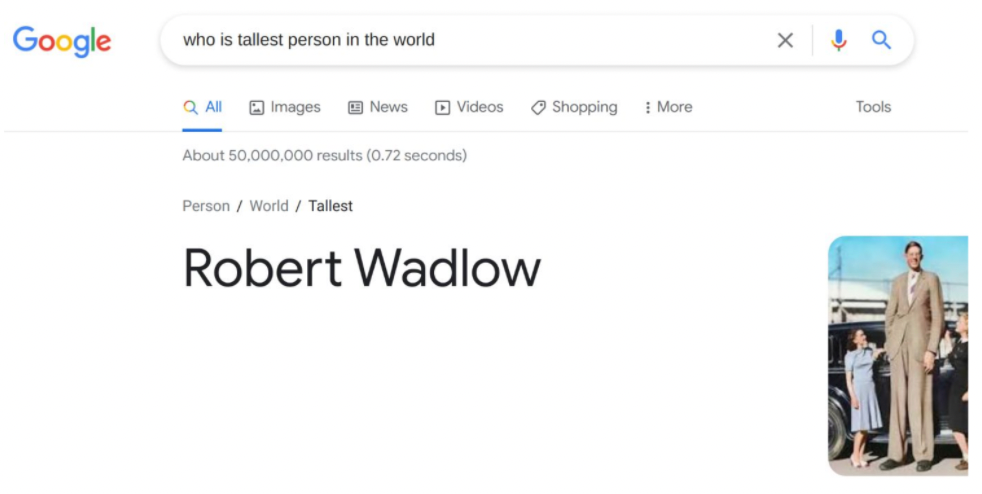 Google
who is tallest person in the world
All Images News Videos Shopping More Tools
About 50,000,000 results (0.72 seconds)
Person / World / Tallest
Robert Wadlow